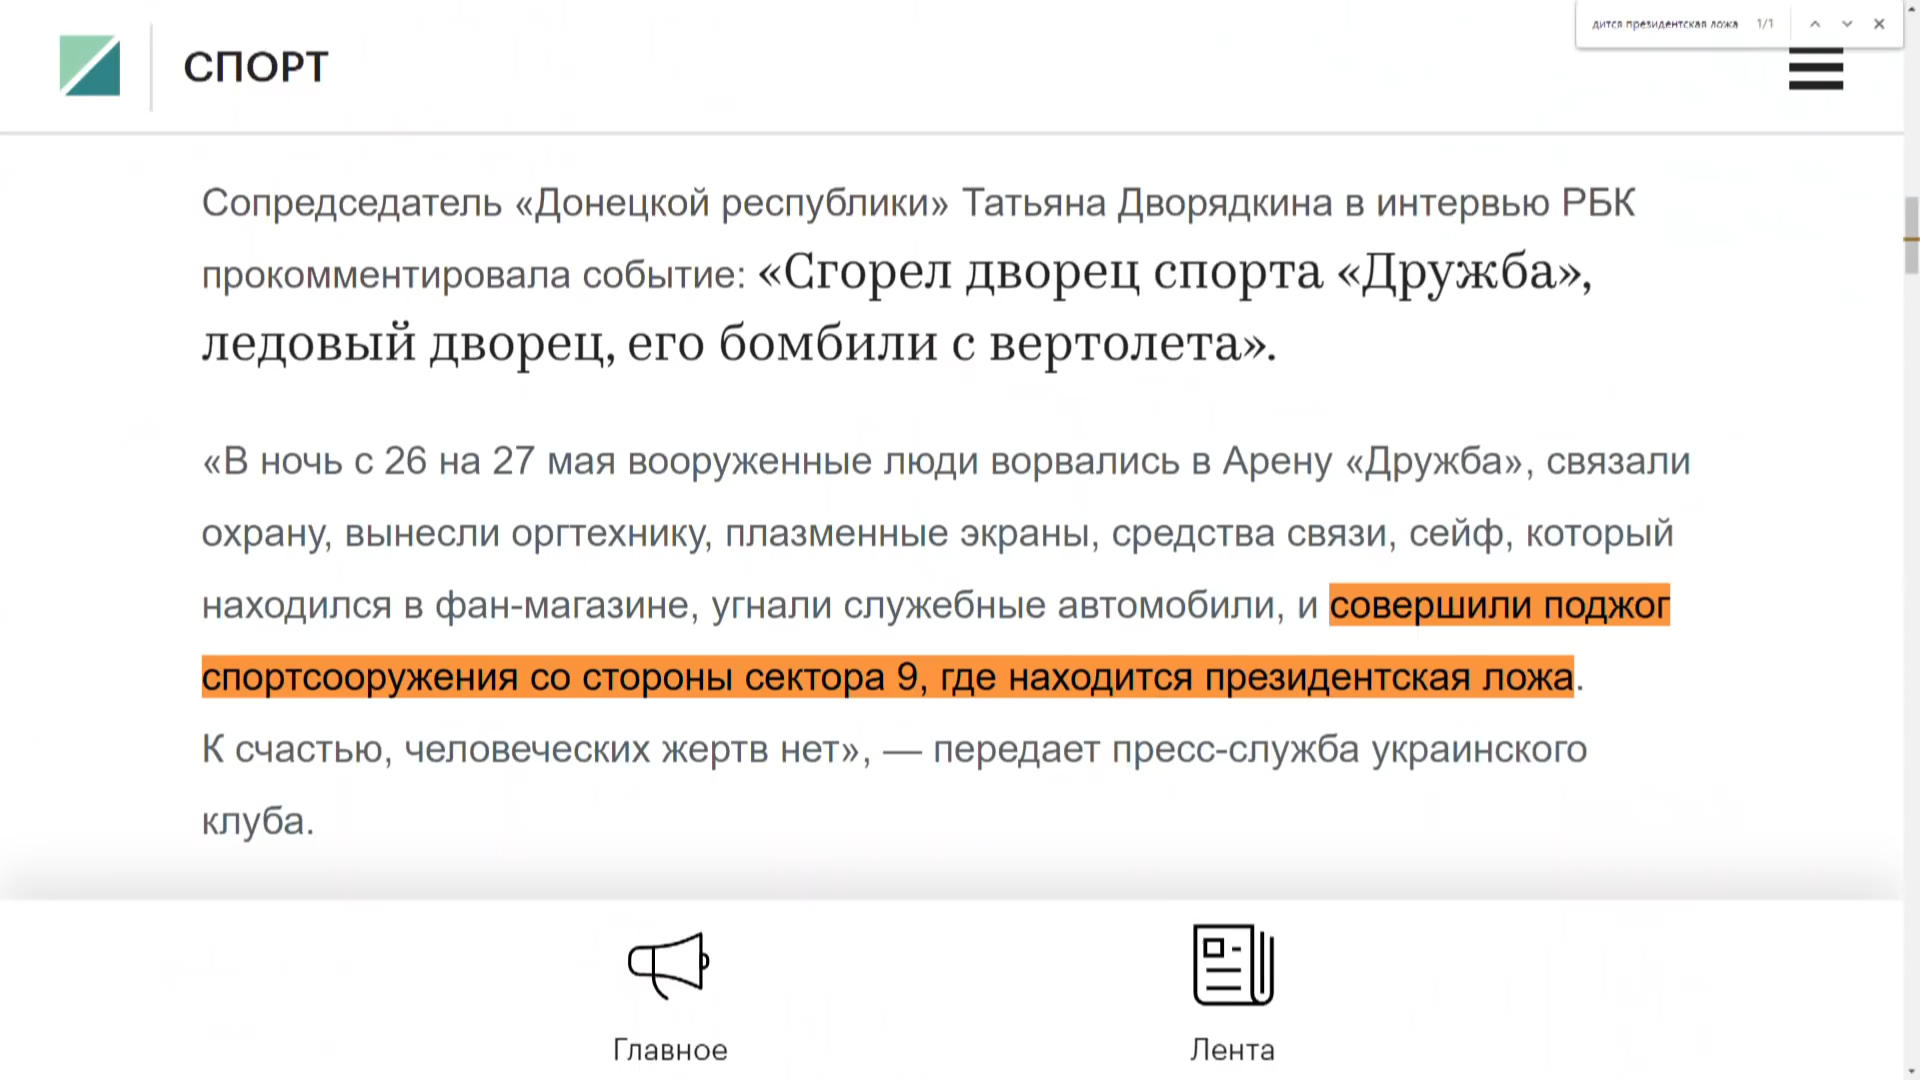 дится президентская ложа 1/1
СПОРТ
Сопредседатель «Донецкой республики» Татьяна Дворядкина в интервью РБК
прокомментировала событие: «Сгорел дворец спорта «Дружба»,
ледовый дворец, его бомбили с вертолета».
«В ночь с 26 на 27 мая вооруженные люди ворвались в Арену «Дружба», связали
охрану, вынесли оргтехнику, плазменные экраны, средства связи, сейф, который
находился в фан-магазине, угнали служебные автомобили, и совершили поджог
спортсооружения со стороны сектора 9, где находится президентская ложа.
К счастью, человеческих жертв нет», — передает пресс-служба украинского
клуба.
Главное
Лента